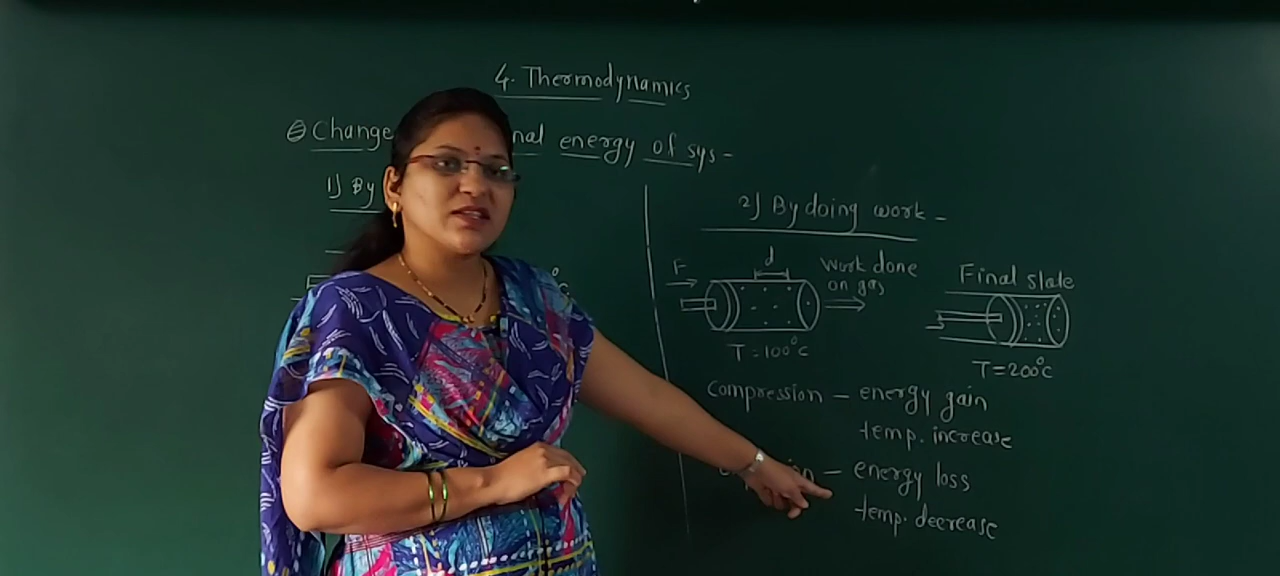 4. Thermodynamics
Change nal energy of sys-
1) By
2) By doing work -
F
d
Work done
on gas
Final state
T=100°C
T=200°C
Compression - energy gain
temp. increase
- energy loss
temp. decrease